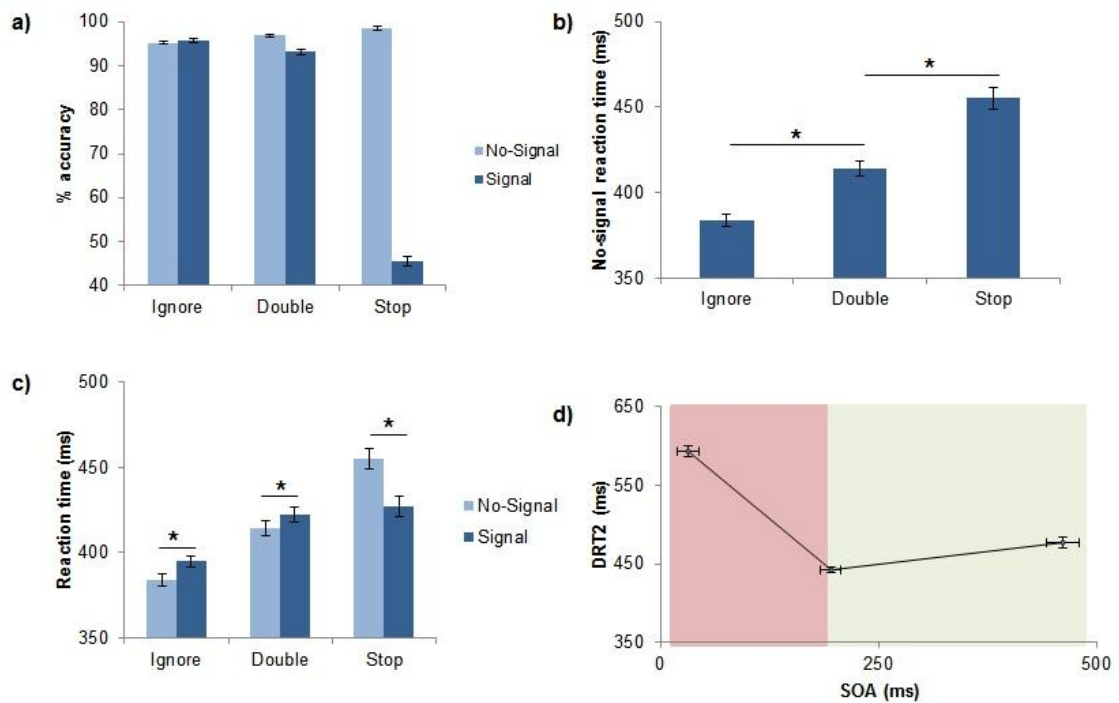 a)
% accuracy
100
90
80
70
60
50
40
Ignore Double Stop
No-Signal
Signal
b)
No-signal reaction time (ms)
500
450
400
350
*
*
Ignore Double Stop
c)
Reaction time (ms)
500
450
400
350
*
*
*
Ignore Double Stop
No-Signal
Signal
d)
DRT2
(ms)
650
550
450
350
0 250 500
SOA (ms)